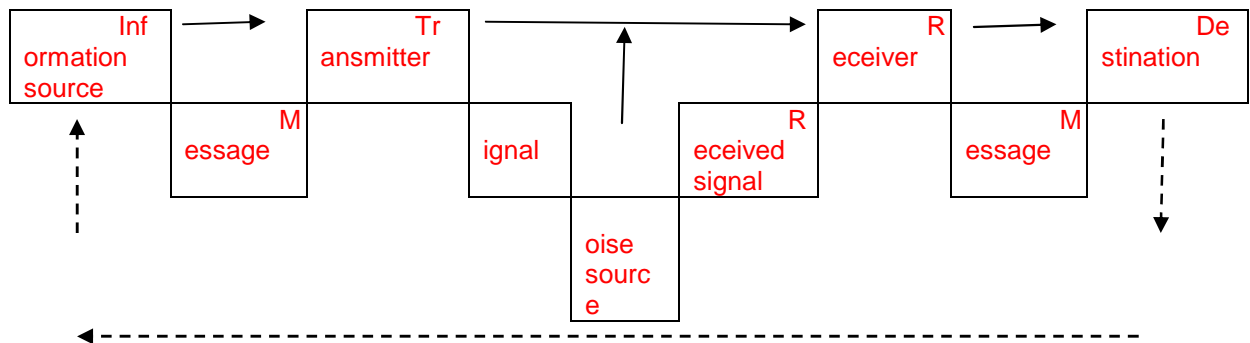 Inf
ormation
source
M
essage
Tr
ansmitter
ignal
oise
sourc
e
R
eceived
signal
R
eceiver
M
essage
De
stination